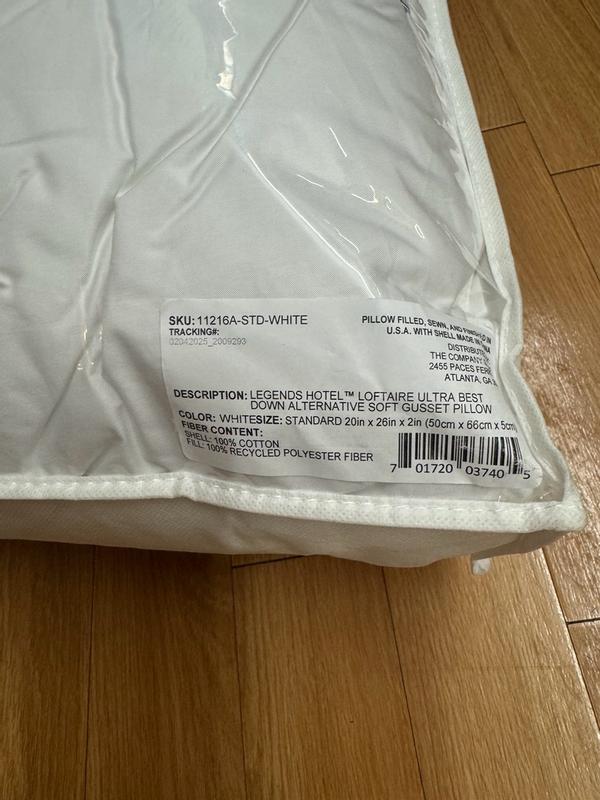 SKU: 11216A-STD-WHITE
TRACKING#:
02042025_2009293
PILLOW FILLED, SEWN, AND FINISHED IN
U.S.A. WITH SHELL MADE IN
THE COMPANY
2455 PACES
ATLANTA, GA
DESCRIPTION: LEGENDS HOTEL™ LOFTAIRE ULTRA BEST
DOWN ALTERNATIVE SOFT GUSSET PILLOW
COLOR: WHITE SIZE: STANDARD 20in x 26in x 2in (50cm x 66cm x 5cm)
FIBER CONTENT:
SHELL: 100% COTTON
FILL: 100% RECYCLED POLYESTER FIBER
7 01720 03740 5